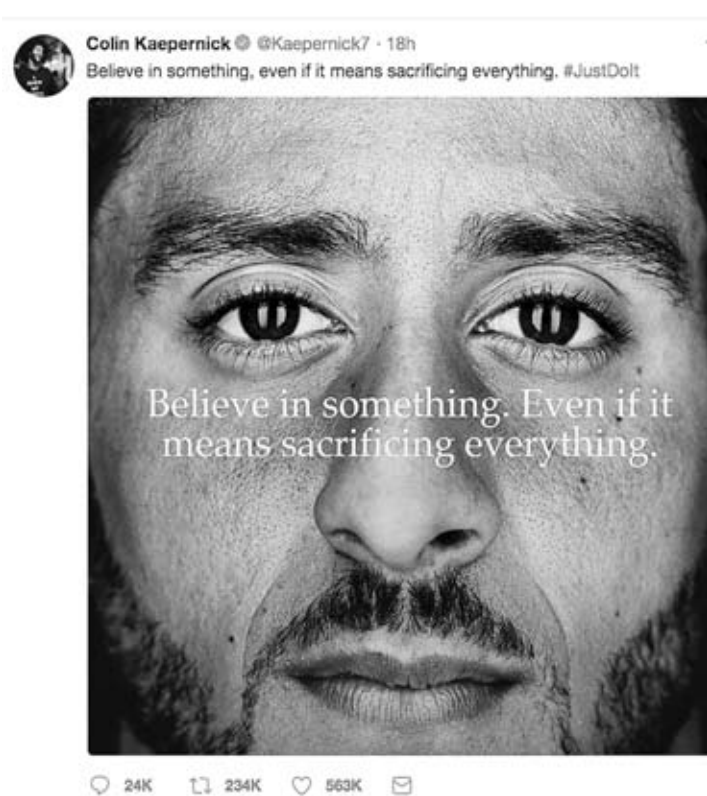 Colin Kaepernick @Kaepernick7 · 18h
Believe in something, even if it means sacrificing everything. #JustDoIt
Believe in something. Even if it
means sacrificing everything.
24K 234K 563K